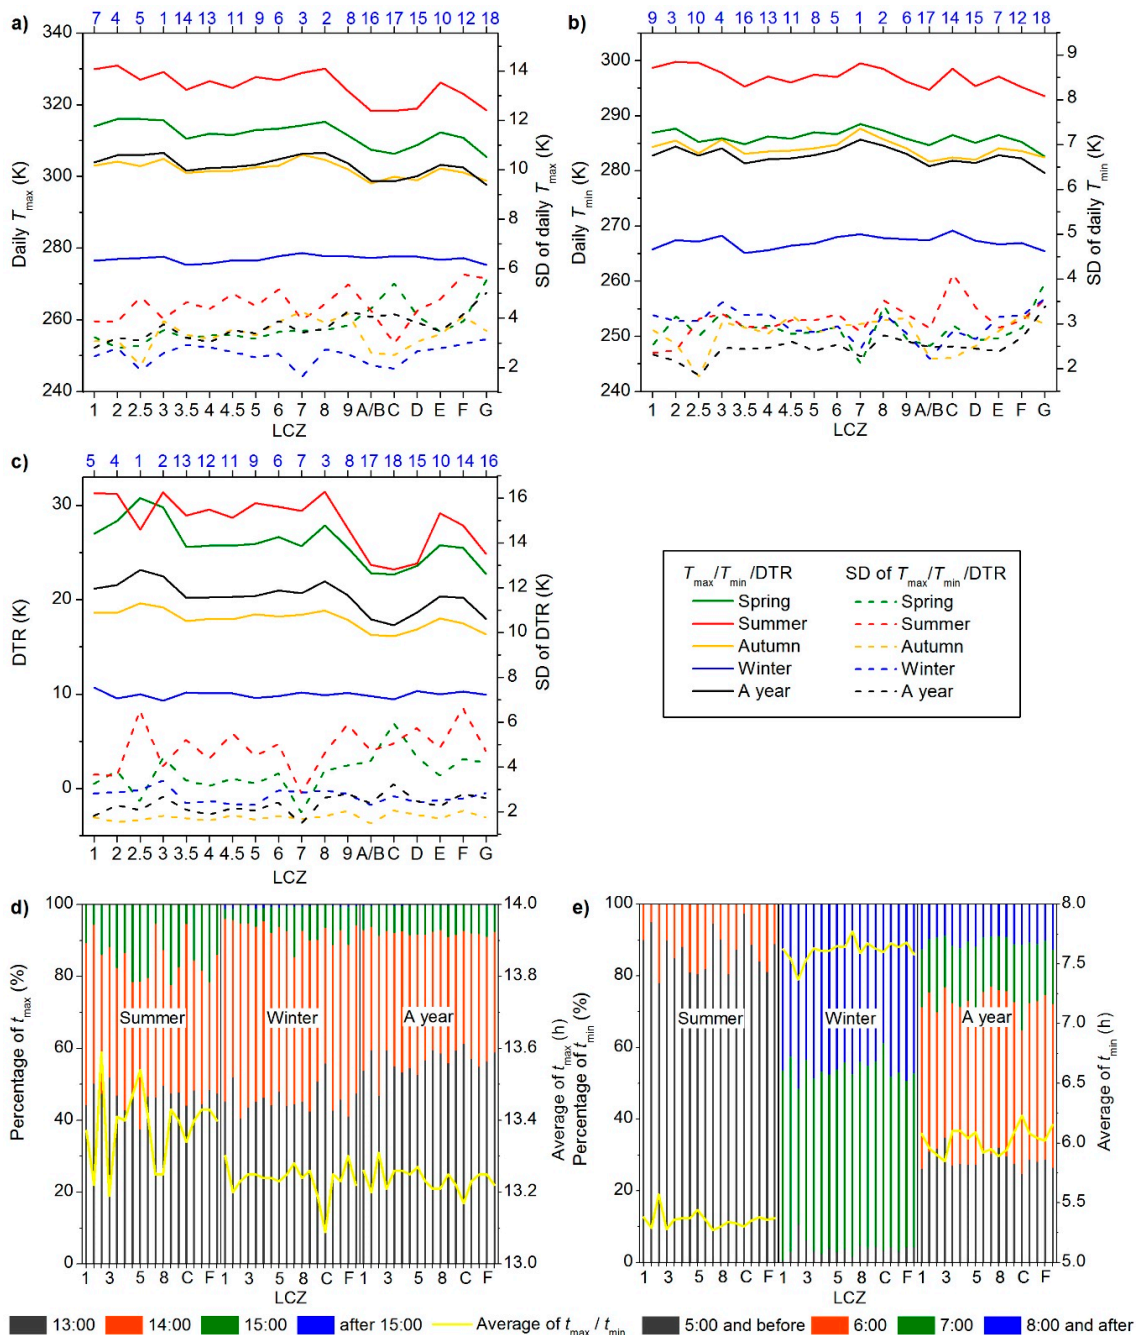 a)
7 4 5 1 14 13 11 9 6 3 2 8 16 17 15 10 12 18
340
320
300
280
260
240
Daily Tmax (K)
14
12
10
8
6
4
2
SD of daily Tmax (K)
1 2 2.5 3 3.5 4 4.5 5 6 7 8 9 A/B C D E F G
LCZ
b)
9 3 10 4 16 13 11 8 5 1 2 6 17 14 15 7 12 18
300
290
280
270
260
250
240
Daily Tmin (K)
9
8
7
6
5
4
3
2
SD of daily Tmin (K)
1 2 2.5 3 3.5 4 4.5 5 6 7 8 9 A/B C D E F G
LCZ
c)
5 4 1 2 13 12 11 9 6 7 3 8 17 18 15 10 14 16
30
20
10
0
DTR (K)
16
14
12
10
8
6
4
2
SD of DTR (K)
1 2 2.5 3 3.5 4 4.5 5 6 7 8 9 A/B C D E F G
LCZ
Tmax/Tmin/DTR SD of Tmax/Tmin/DTR
Spring Spring
Summer Summer
Autumn Autumn
Winter Winter
A year A year
d)
100
80
60
40
20
0
Percentage of tmax (%)
Summer Winter A year
14.0
13.8
13.6
13.4
13.2
13.0
Average of tmax (h)
1 3 5 8 C F 1 3 6 8 C F 1 3 5 8 C F
LCZ
e)
100
80
60
40
20
0
Percentage of tmin (%)
Summer Winter A year
8.0
7.5
7.0
6.5
6.0
5.5
5.0
Average of tmin (h)
1 3 5 8 C F 1 3 5 8 C F 1 3 5 8 C F
LCZ
13:00 14:00 15:00 after 15:00 Average of tmax / tmin 5:00 and before 6:00 7:00 8:00 and after